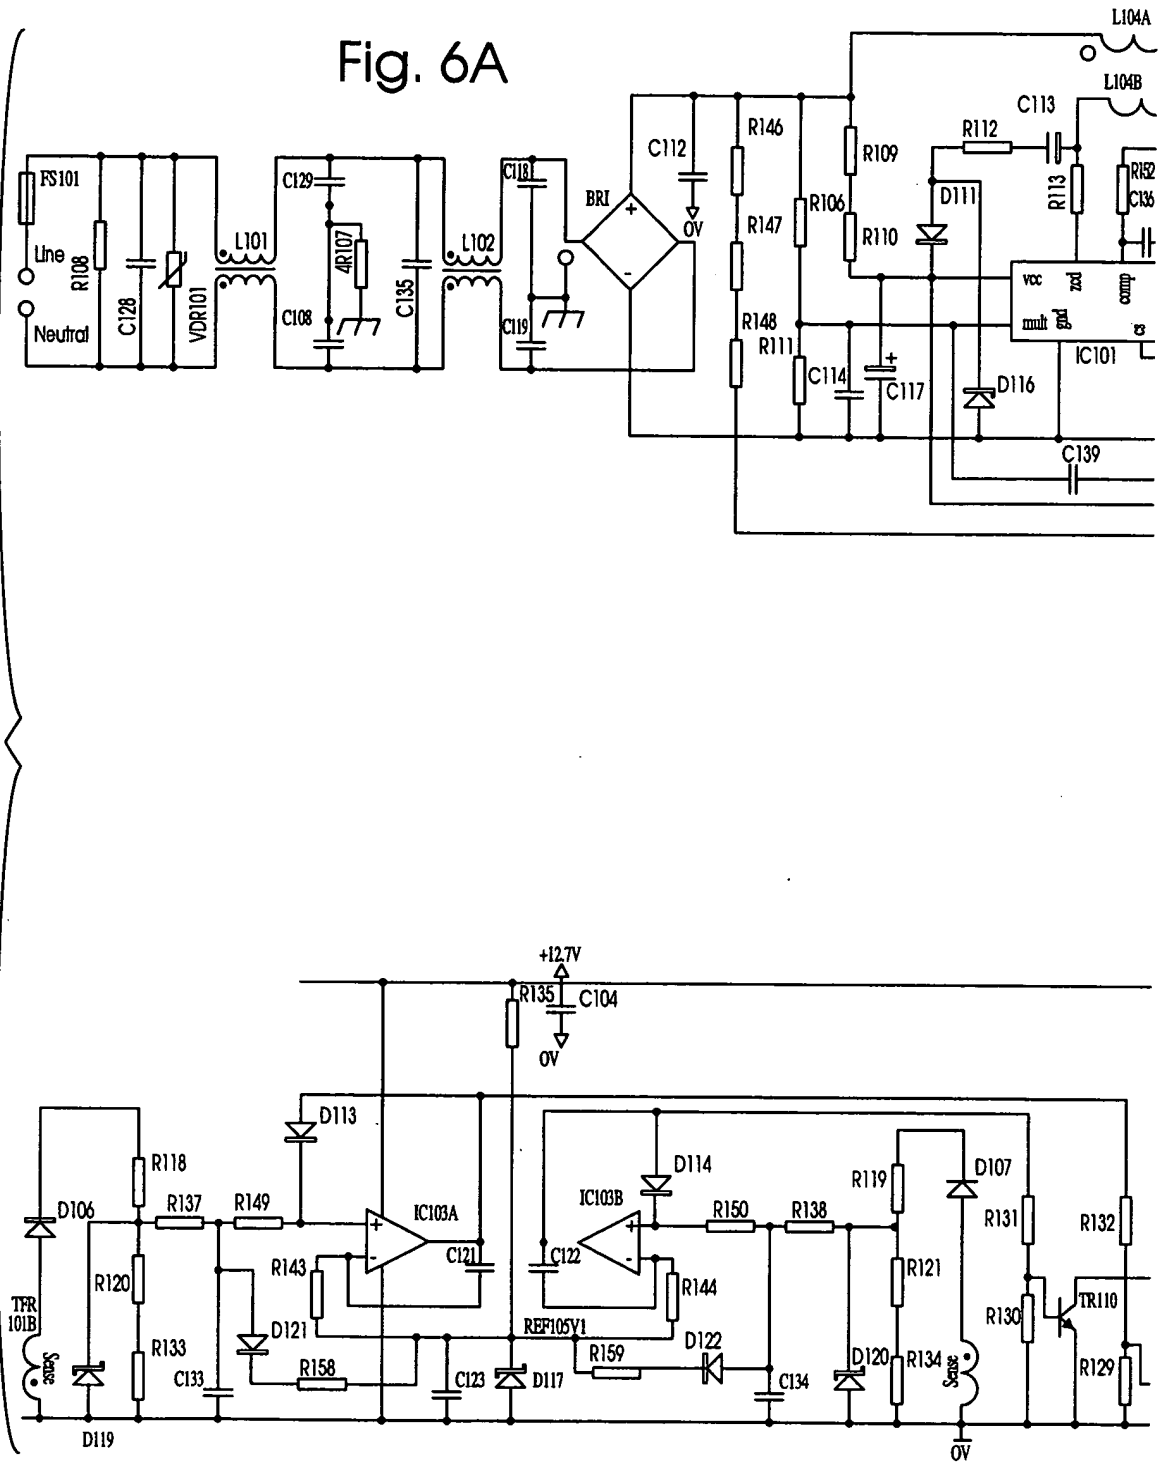 Fig. 6A
L104A
L104B
C113
R112
R146
C112
R109
D111
R113
R152
C136
FS101
C129
C118
BRI
+
-
0V
R106
R147
R110
Line
Neutral
R108
C128
VDR101
L101
4R107
C135
L102
C108
C119
vcc
zcd
comp
mult
gnd
cs
IC101
R148
R111
C114
+
C117
D116
C139
+12.7V
R135
C104
0V
D113
R118
D114
R119
D107
R137
R149
D106
IC103A
+
-
IC103B
+
-
R150
R138
R131
R132
R143
C121
C122
R144
R120
R121
TFR
101B
Sense
REF105V1
R130
TR110
D121
R133
R159
D122
D120
R134
Sense
R129
C133
R158
C123
D117
C134
D119
0V